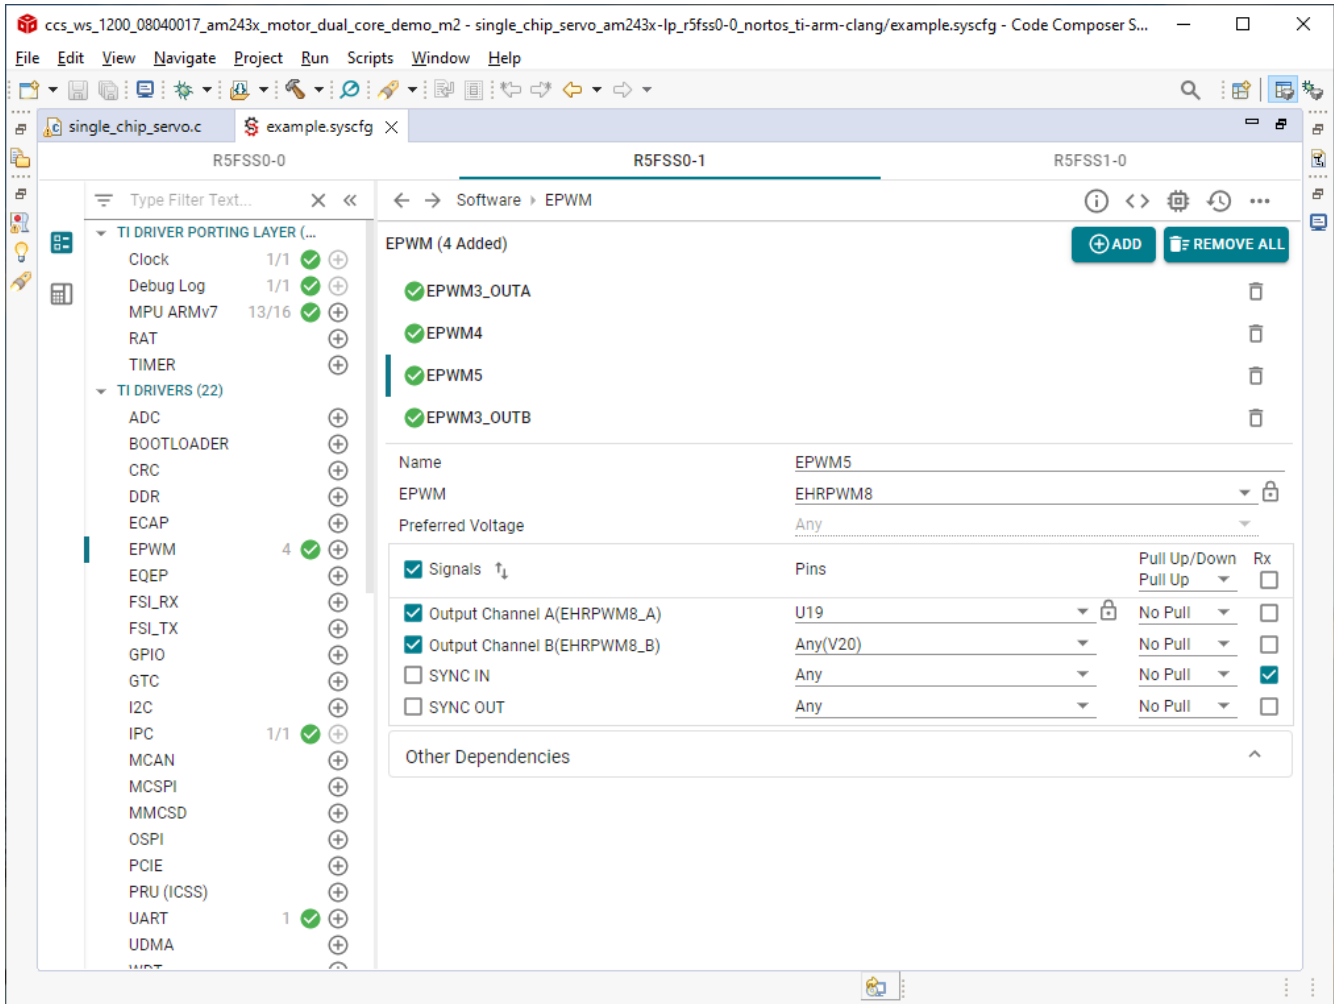 ccs_ws_1200_08040017_am243x_motor_dual_core_demo_m2 - single_chip_servo_am243x-lp_r5fss0-0_nortos_ti-arm-clang/example.syscfg - Code Composer S...
File Edit View Navigate Project Run Scripts Window Help
single_chip_servo.c example.syscfg
R5FSS0-0 R5FSS0-1 R5FSS1-0
Type Filter Text...
TI DRIVER PORTING LAYER (...
Clock 1/1
Debug Log 1/1
MPU ARMv7 13/16
RAT
TIMER
TI DRIVERS (22)
ADC
BOOTLOADER
CRC
DDR
ECAP
EPWM 4
EQEP
FSI_RX
FSI_TX
GPIO
GTC
I2C
IPC 1/1
MCAN
MCSPI
MMCSD
OSPI
PCIE
PRU (ICSS)
UART 1
UDMA
Software EPWM
EPWM (4 Added) ADD REMOVE ALL
EPWM3_OUTA
EPWM4
EPWM5
EPWM3_OUTB
Name EPWM5
EPWM EHRPWM8
Preferred Voltage Any
Signals Pins Pull Up/Down Rx
Pull Up
Output Channel A(EHRPWM8_A) U19 No Pull
Output Channel B(EHRPWM8_B) Any(V20) No Pull
SYNC IN Any No Pull
SYNC OUT Any No Pull
Other Dependencies